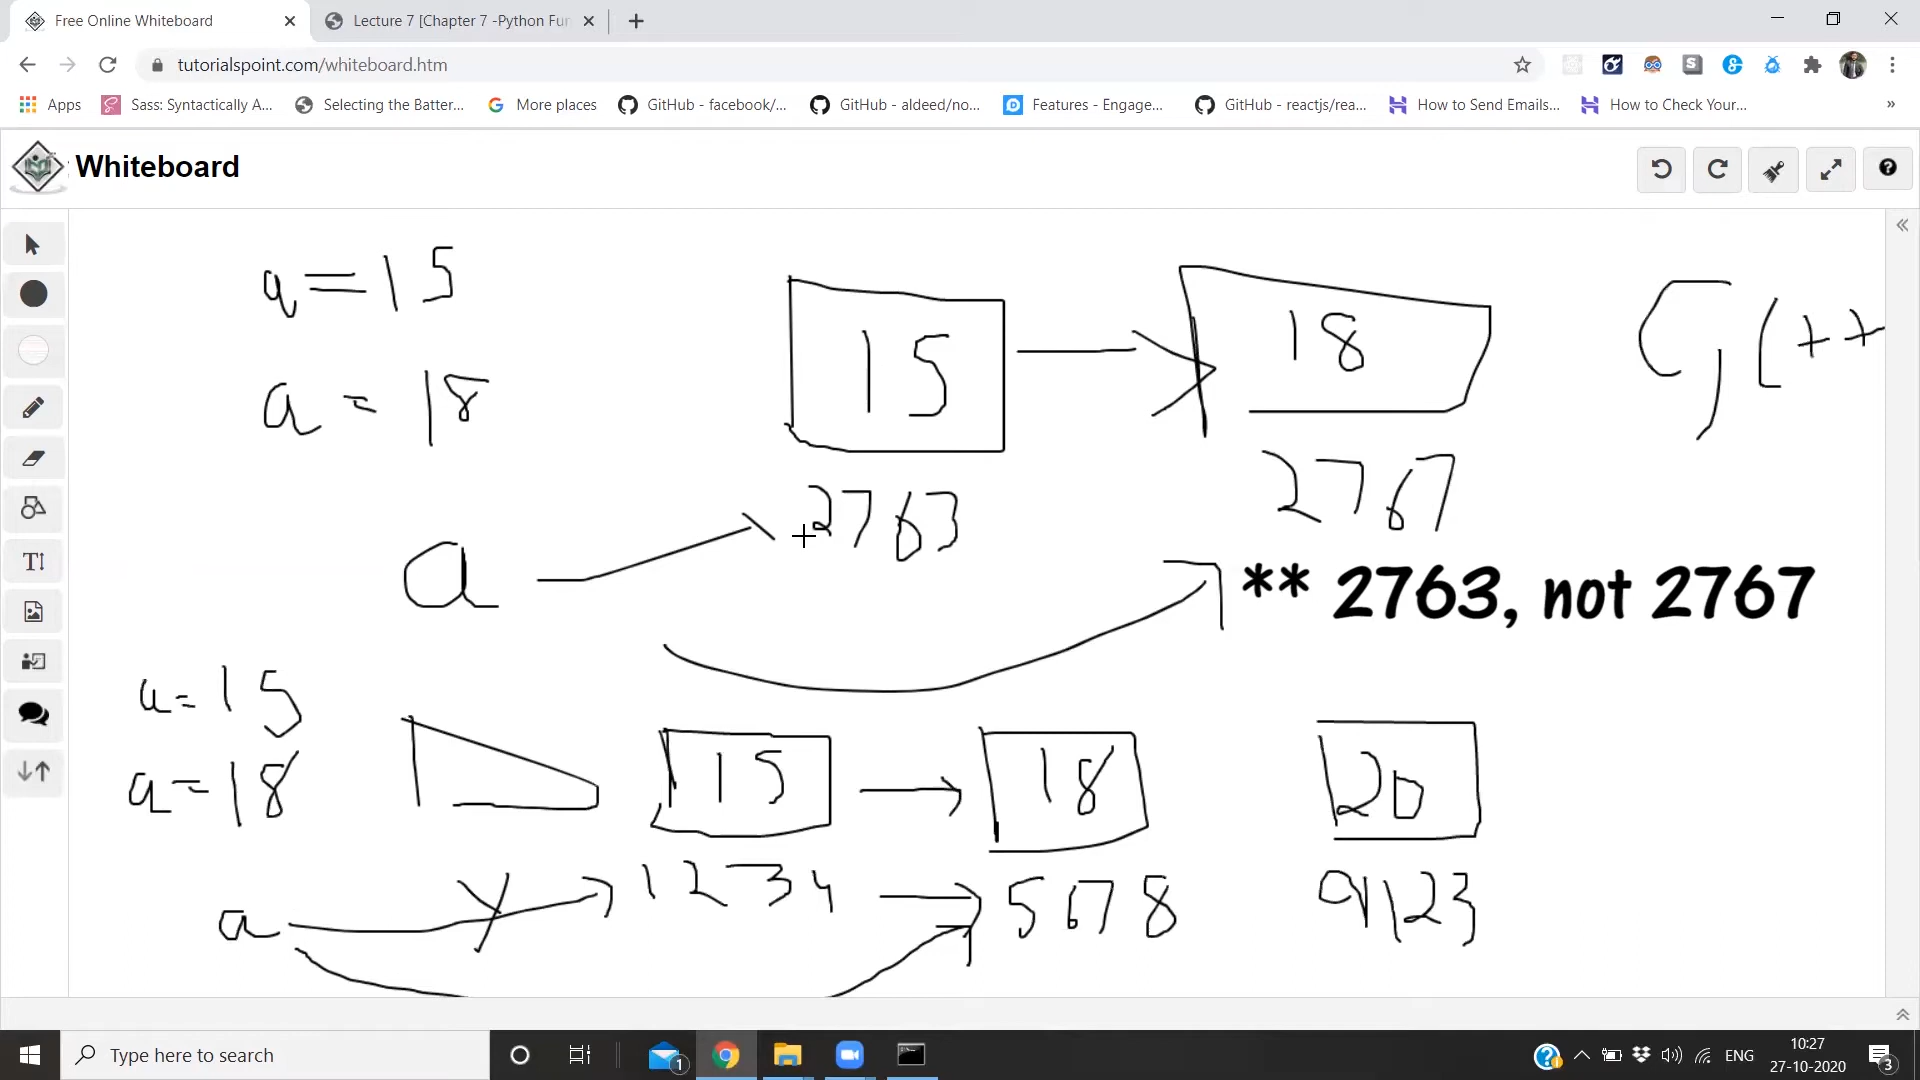 Free Online Whiteboard
Lecture 7 [Chapter 7 -Python Fun
tutorialspoint.com/whiteboard.htm
Apps
Sass: Syntactically A...
Selecting the Batter...
More places
GitHub - facebook/...
GitHub - aldeed/no...
Features - Engage...
GitHub - reactjs/rea...
How to Send Emails...
How to Check Your...
»
Whiteboard
a=15
15
18
C, C++
a = 18
2763
2767
a
** 2763, not 2767
a=15
15
18
20
a=18
1234
5678
9123
a
Type here to search
1
ENG
10:27
27-10-2020
3